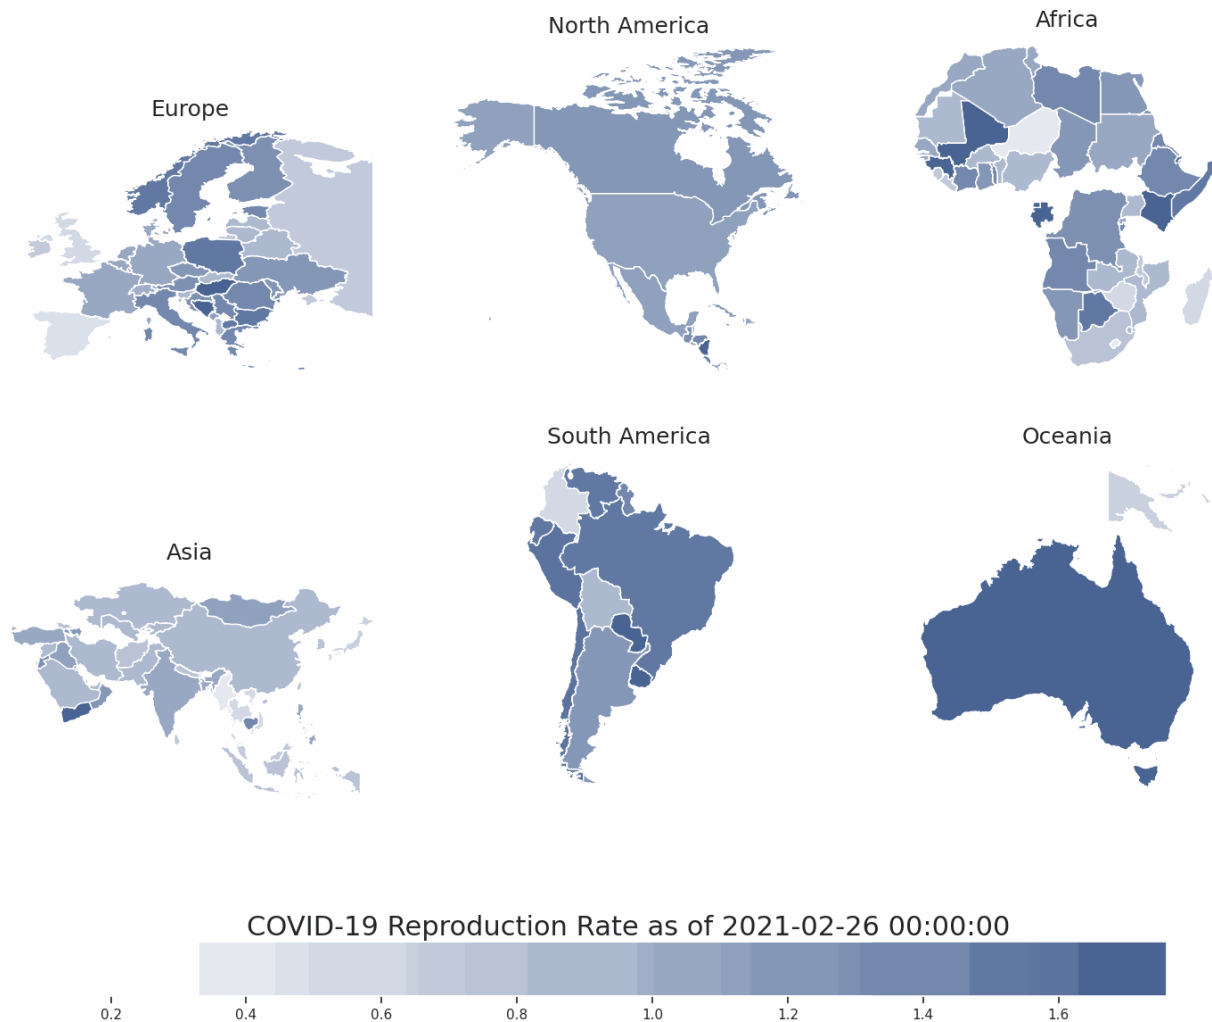 North America
Africa
Europe
South America
Oceania
Asia
COVID-19 Reproduction Rate as of 2021-02-26 00:00:00
0.2 0.4 0.6 0.8 1.0 1.2 1.4 1.6